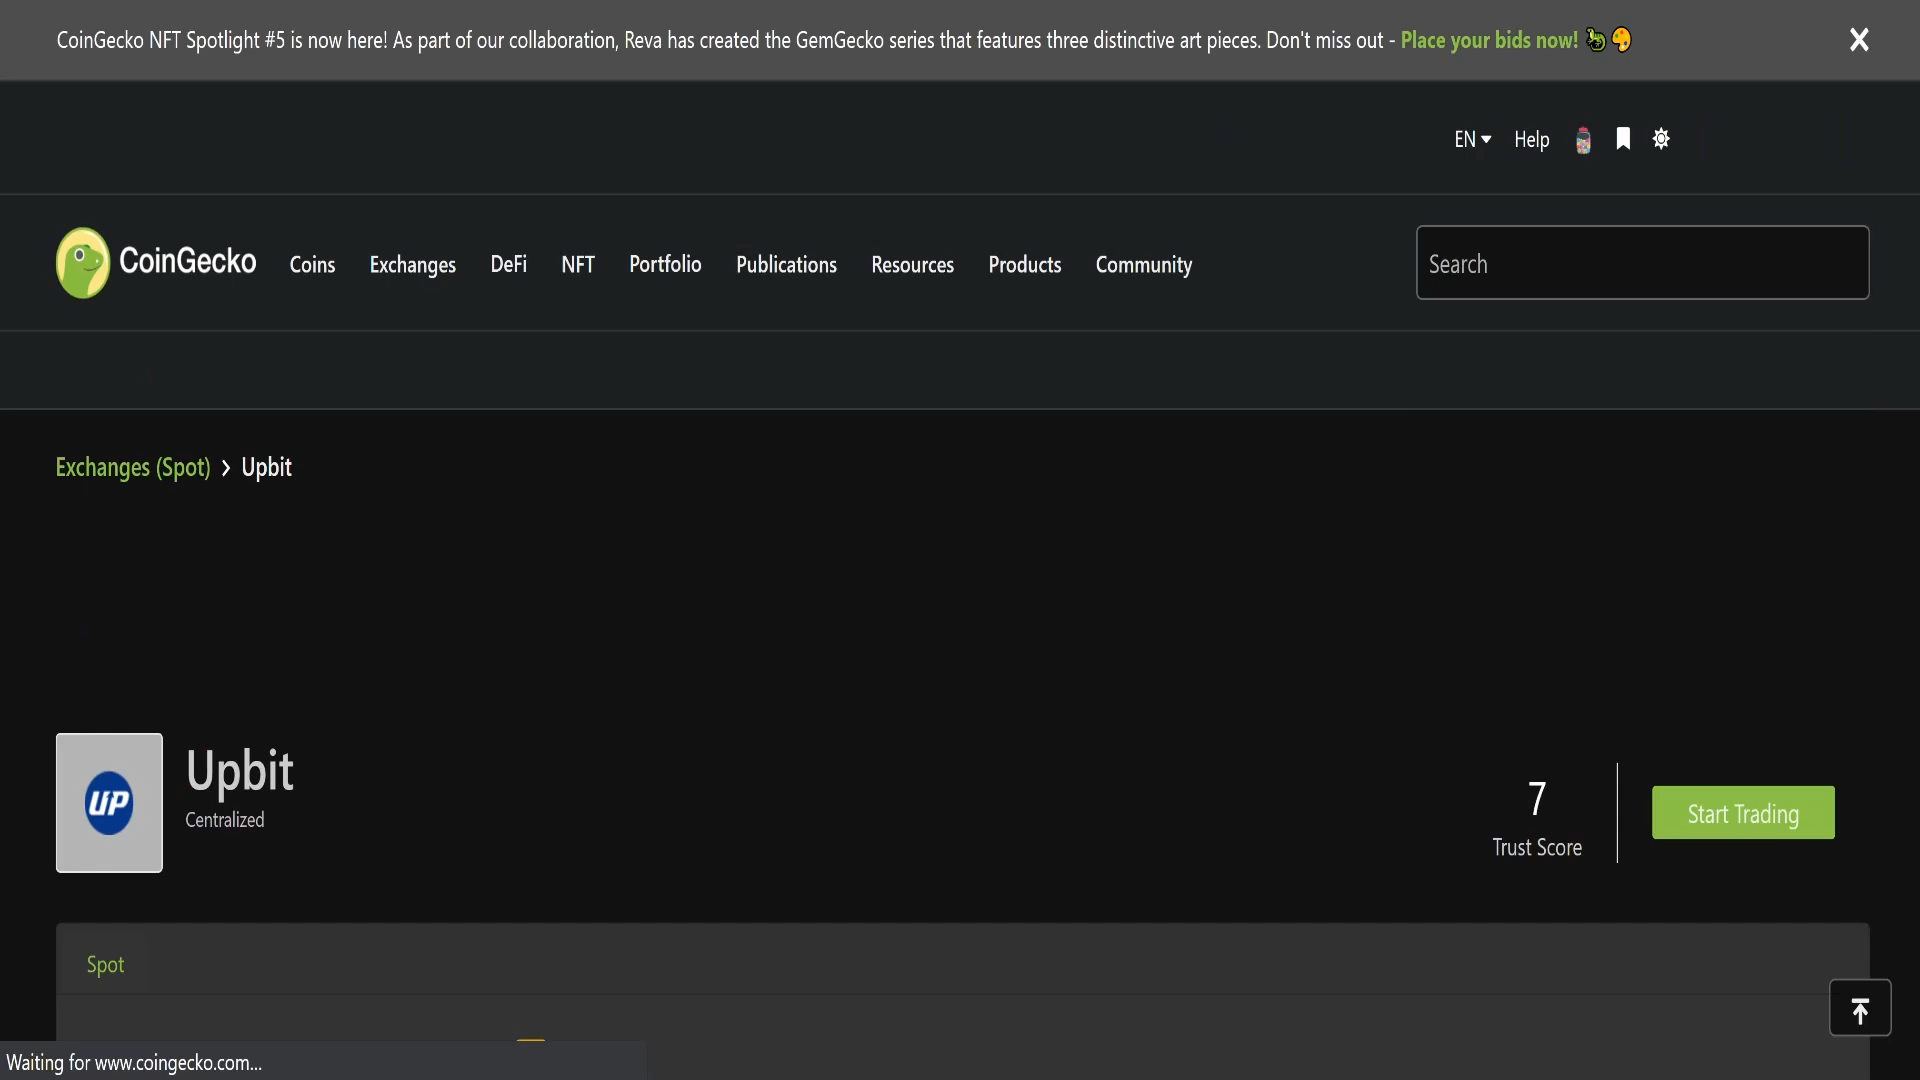 CoinGecko NFT Spotlight #5 is now here! As part of our collaboration, Reva has created the GemGecko series that features three distinctive art pieces. Don't miss out - Place your bids now!
EN Help
CoinGecko Coins Exchanges DeFi NFT Portfolio Publications Resources Products Community Search
Exchanges (Spot) › Upbit
UP
Upbit
Centralized
7
Trust Score
Start Trading
Spot
Waiting for www.coingecko.com...